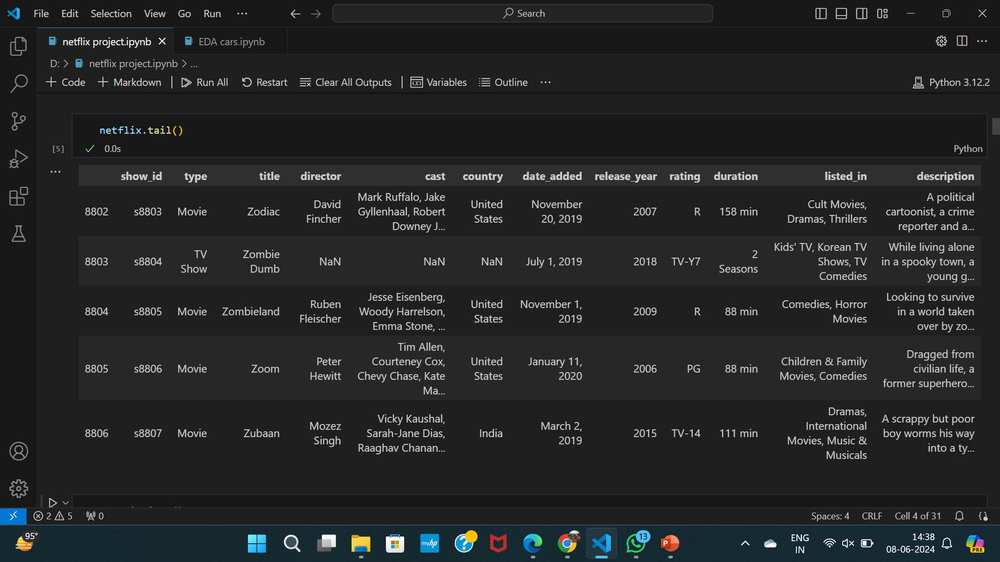 File Edit Selection View Go Run ... Search
netflix project.ipynb EDA cars.ipynb
D: > netflix project.ipynb > ...
Code Markdown Run All Restart Clear All Outputs Variables Outline ... Python 3.12.2
netflix.tail()
[5] 0.0s Python
show_id type title director cast country date_added release_year rating duration listed_in description
8802 s8803 Movie Zodiac David Fincher Mark Ruffalo, Jake Gyllenhaal, Robert Downey J... United States November 20, 2019 2007 R 158 min Cult Movies, Dramas, Thrillers A political cartoonist, a crime reporter and a...
8803 s8804 TV Show Zombie Dumb NaN NaN NaN July 1, 2019 2018 TV-Y7 2 Seasons Kids' TV, Korean TV Shows, TV Comedies While living alone in a spooky town, a young g...
8804 s8805 Movie Zombieland Ruben Fleischer Jesse Eisenberg, Woody Harrelson, Emma Stone, ... United States November 1, 2019 2009 R 88 min Comedies, Horror Movies Looking to survive in a world taken over by zo...
8805 s8806 Movie Zoom Peter Hewitt Tim Allen, Courteney Cox, Chevy Chase, Kate Ma... United States January 11, 2020 2006 PG 88 min Children & Family Movies, Comedies Dragged from civilian life, a former superhero...
8806 s8807 Movie Zubaan Mozez Singh Vicky Kaushal, Sarah-Jane Dias, Raaghav Chanan... India March 2, 2019 2015 TV-14 111 min Dramas, International Movies, Music & Musicals A scrappy but poor boy worms his way into a ty...
2 5 0 Spaces: 4 CRLF Cell 4 of 31
95° myhp 13 P ENG IN PRE 14:38
08-06-2024